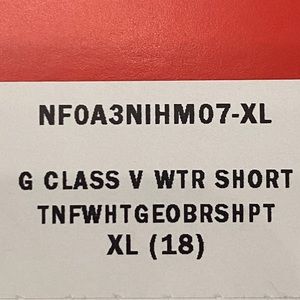 NF0A3NIHM07-XL
G CLASS V WTR SHORT
TNFWHTGEOBRSHPT
XL (18)